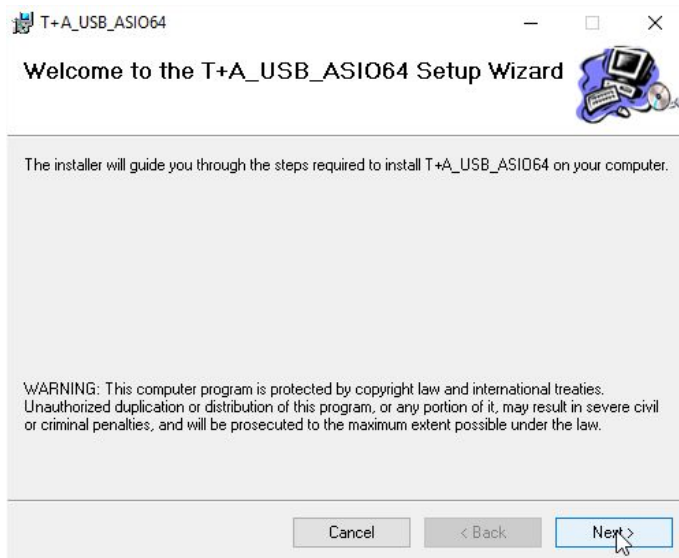 T+A_USB_ASIO64
Welcome to the T+A_USB_ASIO64 Setup Wizard
The installer will guide you through the steps required to install T+A_USB_ASIO64 on your computer.
WARNING: This computer program is protected by copyright law and international treaties.
Unauthorized duplication or distribution of this program, or any portion of it, may result in severe civil
or criminal penalties, and will be prosecuted to the maximum extent possible under the law.
Cancel < Back Next >